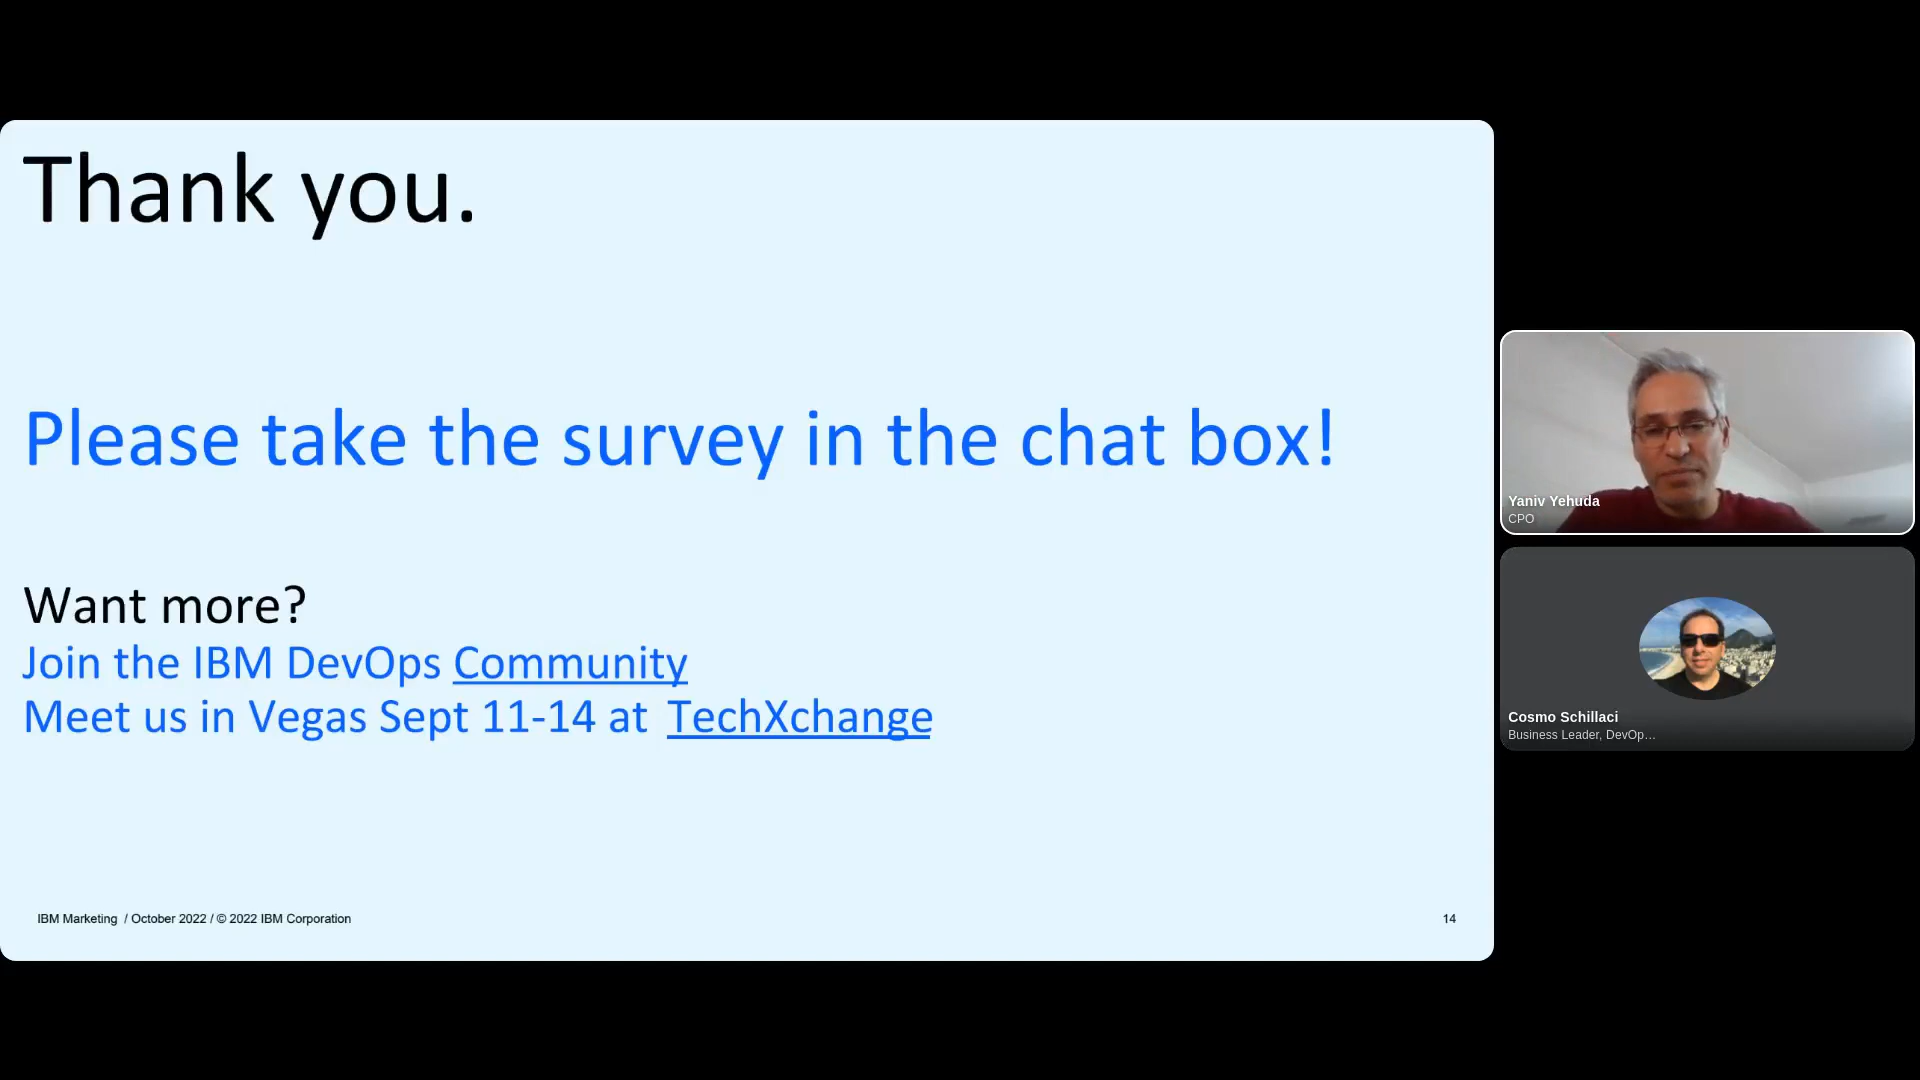 Thank you.
Please take the survey in the chat box!
Want more?
Join the IBM DevOps Community
Meet us in Vegas Sept 11-14 at TechXchange
IBM Marketing / October 2022 / © 2022 IBM Corporation
14
Yaniv Yehuda
CPO
Cosmo Schillaci
Business Leader, DevOp…